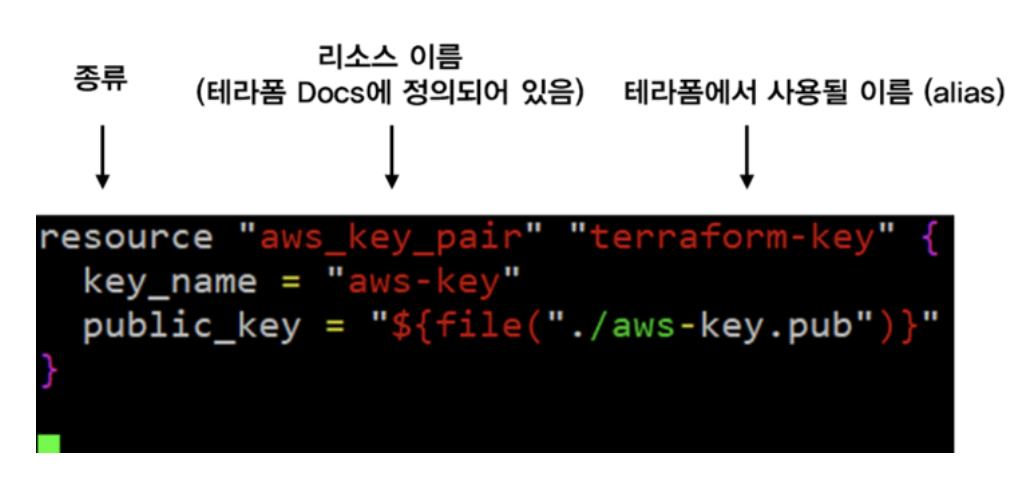 종류
리소스 이름
(테라폼 Docs에 정의되어 있음)
테라폼에서 사용될 이름 (alias)
resource "aws_key_pair" "terraform-key" {
  key_name = "aws-key"
  public_key = "${file("./aws-key.pub")}"
}